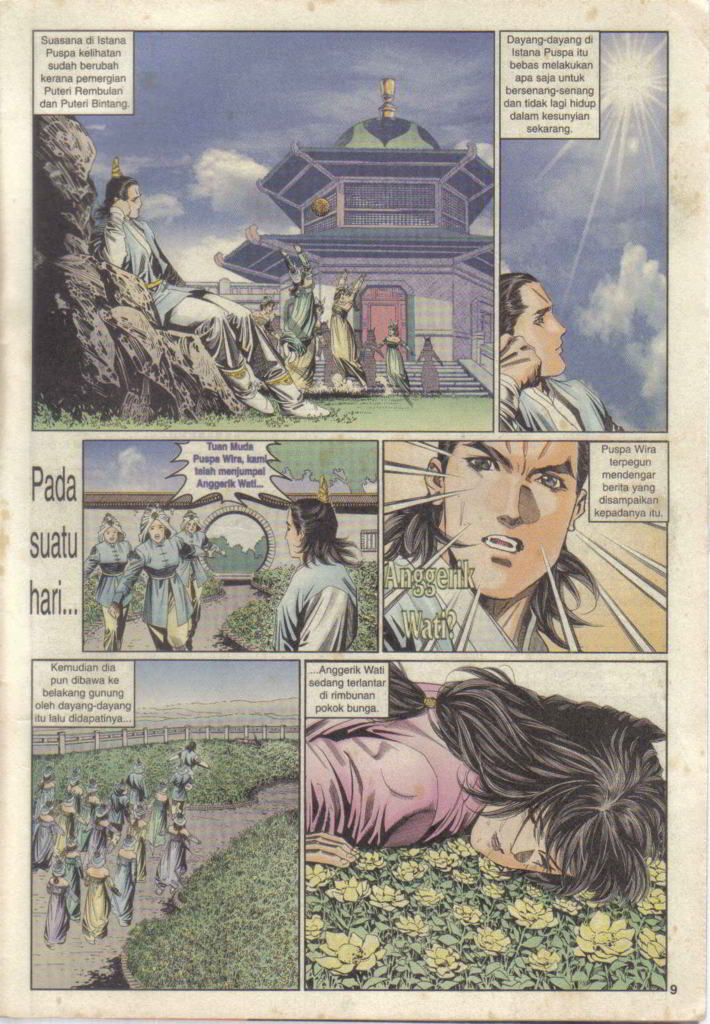 Suasana di Istana
Puspa kelihatan
sudah berubah
kerana pemergian
Puteri Rembulan
dan Puteri Bintang.
Dayang-dayang di
Istana Puspa itu
bebas melakukan
apa saja untuk
bersenang-senang
dan tidak lagi hidup
dalam kesunyian
sekarang.
Pada
suatu
hari...
Tuan Muda
Puspa Wira, kami
telah menjumpai
Anggerik Wati...
Puspa Wira
terpegun
mendengar
berita yang
disampaikan
kepadanya itu.
Anggerik
Wati?
Kemudian dia
pun dibawa ke
belakang gunung
oleh dayang-dayang
itu lalu didapatinya...
...Anggerik Wati
sedang terlantar
di rimbunan
pokok bunga.
9